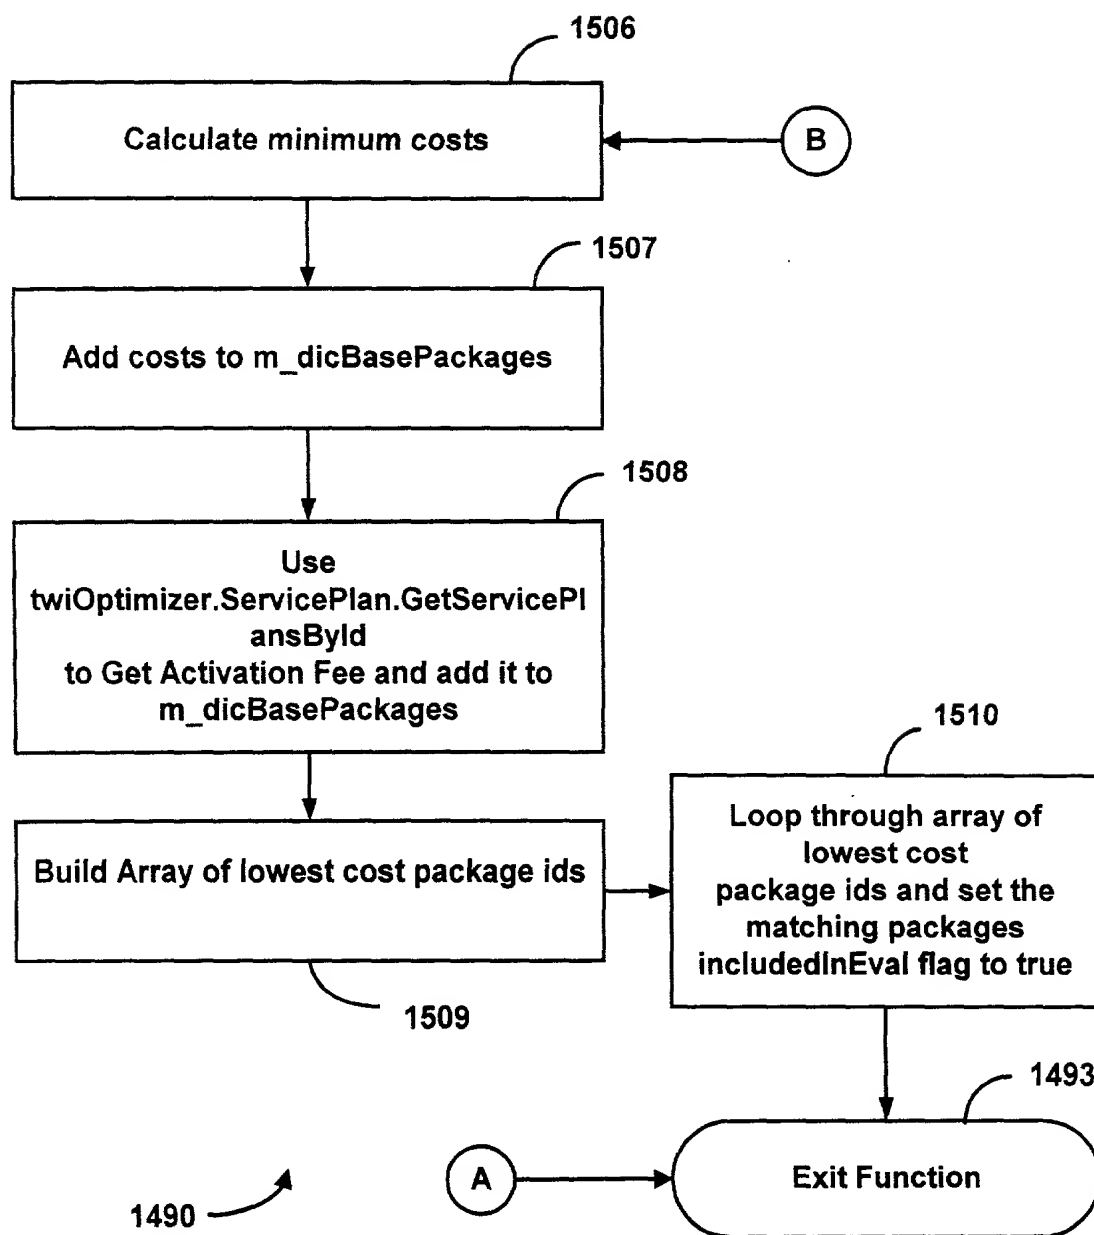 1506
Calculate minimum costs
B
1507
Add costs to m_dicBasePackages
1508
Use
twiOptimizer.ServicePlan.GetServicePl
ansById
to Get Activation Fee and add it to
m_dicBasePackages
1510
Loop through array of
lowest cost
package ids and set the
matching packages
includedInEval flag to true
Build Array of lowest cost package ids
1509
1493
A
Exit Function
1490